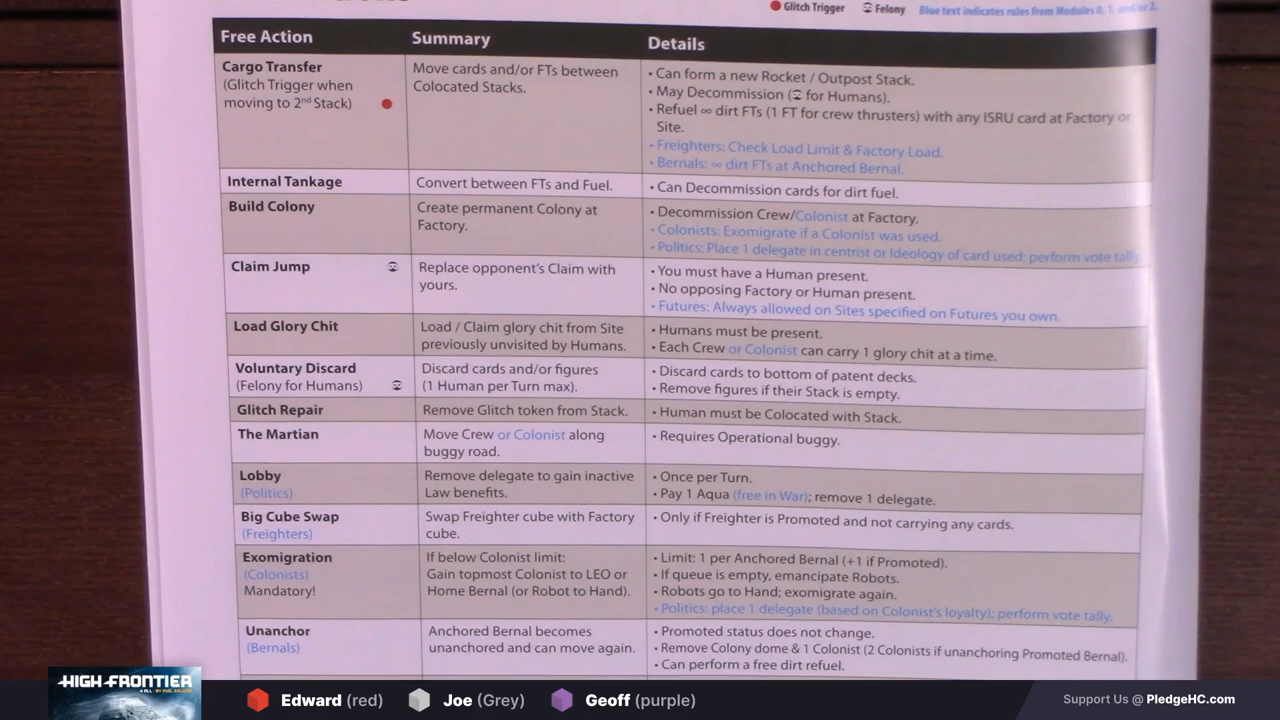 Glitch Trigger Felony Blue text indicates rules from Modules 0, 1, and/or 2.
Free Action Summary Details
Cargo Transfer
(Glitch Trigger when
moving to 2nd Stack)
Move cards and/or FTs between
Colocated Stacks.
• Can form a new Rocket / Outpost Stack.
• May Decommission ( for Humans).
• Refuel ∞ dirt FTs (1 FT for crew thrusters) with any ISRU card at Factory or
Site.
• Freighters: Check Load Limit & Factory Load.
• Bernals: ∞ dirt FTs at Anchored Bernal.
Internal Tankage
Convert between FTs and Fuel.
• Can Decommission cards for dirt fuel.
Build Colony
Create permanent Colony at
Factory.
• Decommission Crew/Colonist at Factory.
• Colonists: Exomigrate if a Colonist was used.
• Politics: Place 1 delegate in centrist or Ideology of card used; perform vote tally
Claim Jump
Replace opponent's Claim with
yours.
• You must have a Human present.
• No opposing Factory or Human present.
• Futures: Always allowed on Sites specified on Futures you own.
Load Glory Chit
Load / Claim glory chit from Site
previously unvisited by Humans.
• Humans must be present.
• Each Crew or Colonist can carry 1 glory chit at a time.
Voluntary Discard
(Felony for Humans)
Discard cards and/or figures
(1 Human per Turn max).
• Discard cards to bottom of patent decks.
• Remove figures if their Stack is empty.
Glitch Repair
Remove Glitch token from Stack.
• Human must be Colocated with Stack.
The Martian
Move Crew or Colonist along
buggy road.
• Requires Operational buggy.
Lobby
(Politics)
Remove delegate to gain inactive
Law benefits.
• Once per Turn.
• Pay 1 Aqua (free in War); remove 1 delegate.
Big Cube Swap
(Freighters)
Swap Freighter cube with Factory
cube.
• Only if Freighter is Promoted and not carrying any cards.
Exomigration
(Colonists)
Mandatory!
If below Colonist limit:
Gain topmost Colonist to LEO or
Home Bernal (or Robot to Hand).
• Limit: 1 per Anchored Bernal (+1 if Promoted).
• If queue is empty, emancipate Robots.
• Robots go to Hand; exomigrate again.
• Politics: place 1 delegate (based on Colonist's loyalty): perform vote tally.
Unanchor
(Bernals)
Anchored Bernal becomes
unanchored and can move again.
• Promoted status does not change.
• Remove Colony dome & 1 Colonist (2 Colonists if unanchoring Promoted Bernal).
• Can perform a free dirt refuel.
HIGH FRONTIER
4 ALL
Edward (red) Joe (Grey) Geoff (purple) Support Us @ PledgeHC.com